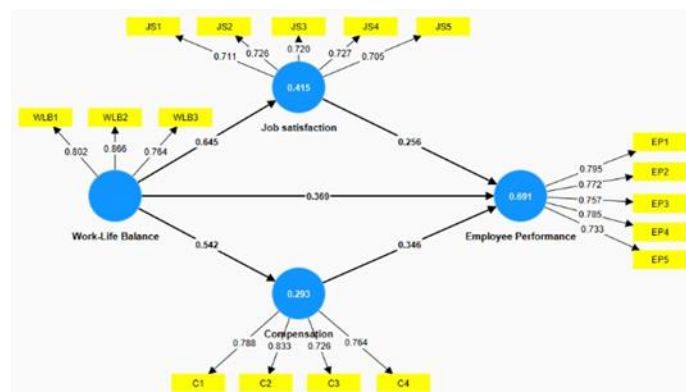 JS1 JS2 JS3 JS4 JS5
0.711 0.726 0.720 0.727 0.705
0.415
Job satisfaction
WLB1 WLB2 WLB3
0.802 0.866 0.764
0.645
0.256
Work-Life Balance
0.369
0.691
Employee Performance
EP1
EP2
EP3
EP4
EP5
0.795
0.772
0.757
0.785
0.733
0.542
0.346
0.293
Compensation
0.788 0.833 0.726 0.764
C1 C2 C3 C4